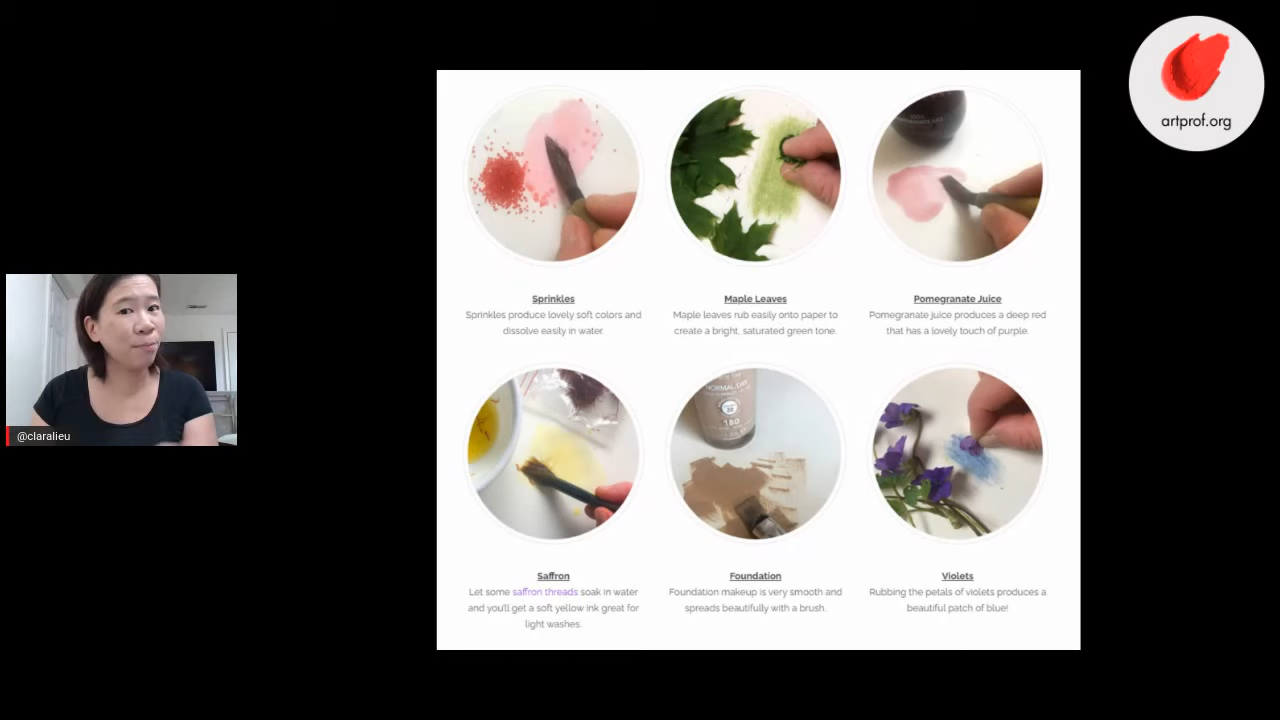 artprof.org
Sprinkles
Sprinkles produce lovely soft colors and
dissolve easily in water.
Maple Leaves
Maple leaves rub easily onto paper to
create a bright, saturated green tone.
Pomegranate Juice
Pomegranate juice produces a deep red
that has a lovely touch of purple.
@claralieu
NORMAL/DRY
180
Saffron
Let some saffron threads soak in water
and you'll get a soft yellow ink great for
light washes.
Foundation
Foundation makeup is very smooth and
spreads beautifully with a brush.
Violets
Rubbing the petals of violets produces a
beautiful patch of blue!